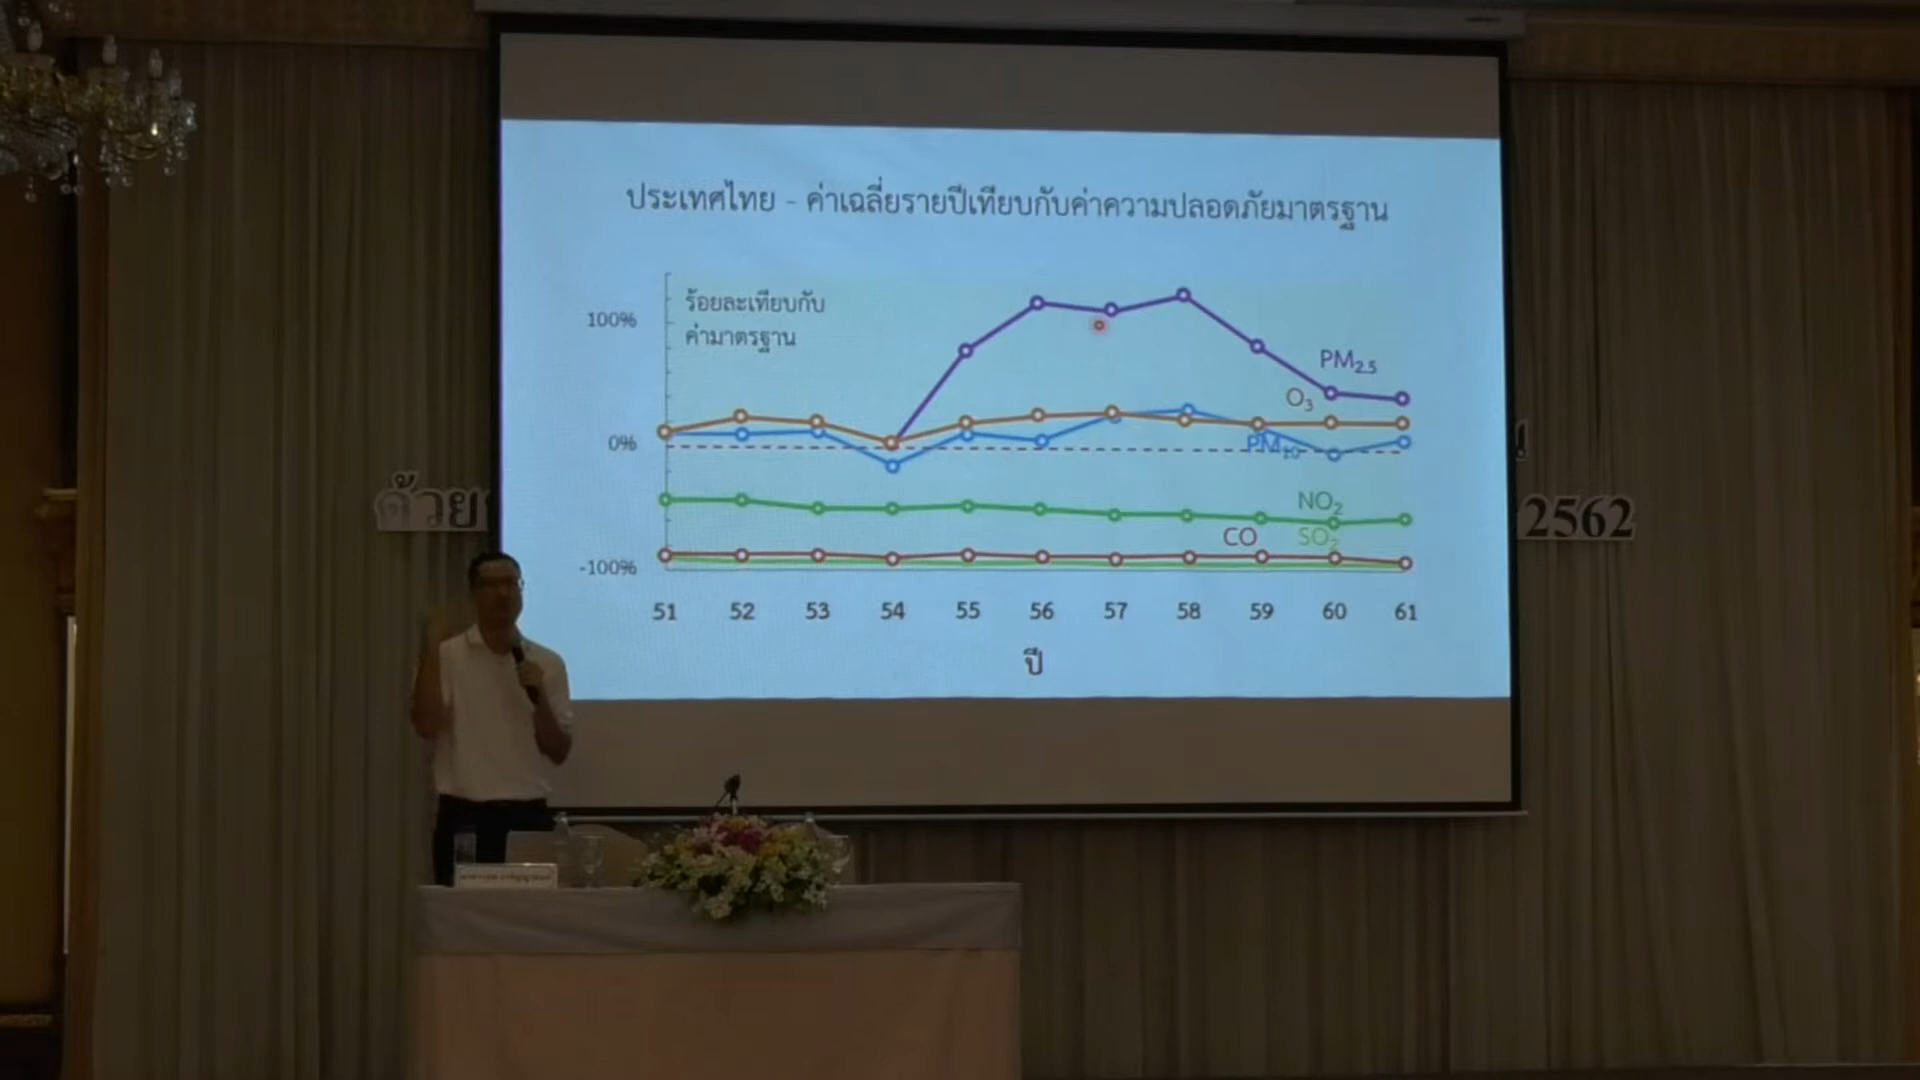 ประเทศไทย - ค่าเฉลี่ยรายปีเทียบกับค่าความปลอดภัยมาตรฐาน
ร้อยละเทียบกับ
ค่ามาตรฐาน
100%
0%
-100%
PM2.5
O3
PM10
NO2
CO
SO2
51 52 53 54 55 56 57 58 59 60 61
ปี
ด้วย
2562